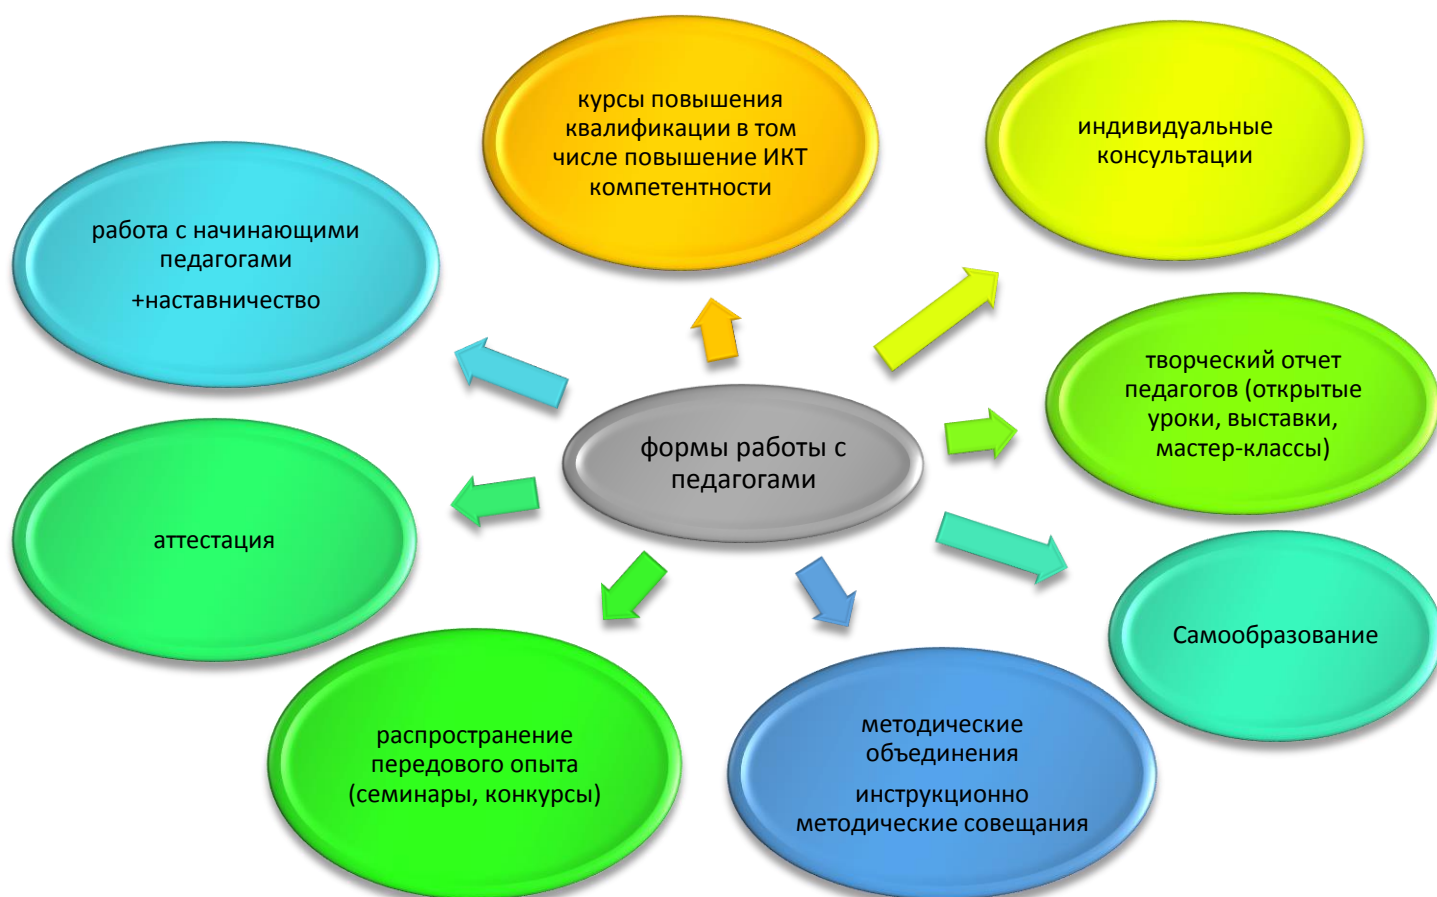 курсы повышения
квалификации в том
числе повышение ИКТ
компетентности
индивидуальные
консультации
работа с начинающими
педагогами
+наставничество
творческий отчет
педагогов (открытые
уроки, выставки,
мастер-классы)
формы работы с
педагогами
аттестация
Самообразование
распространение
передового опыта
(семинары, конкурсы)
методические
объединения
инструкционно
методические совещания